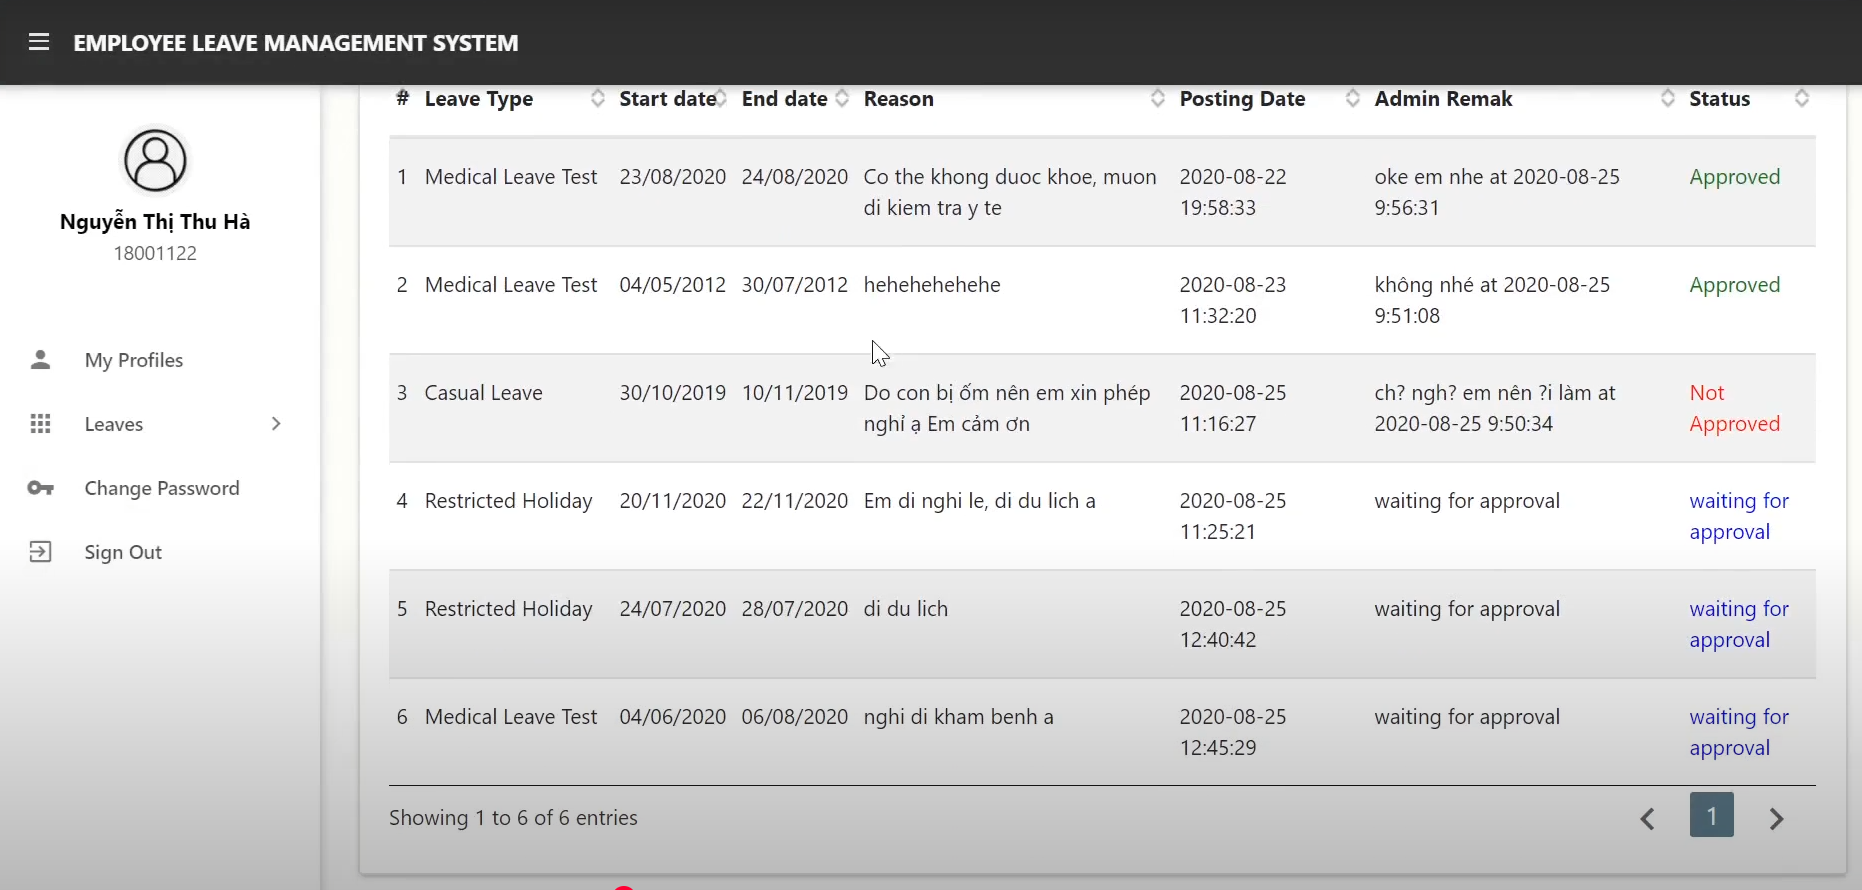 EMPLOYEE LEAVE MANAGEMENT SYSTEM
Nguyễn Thị Thu Hà
18001122
My Profiles
Leaves
Change Password
Sign Out
# Leave Type Start date End date Reason Posting Date Admin Remak Status
1 Medical Leave Test 23/08/2020 24/08/2020 Co the khong duoc khoe, muon 2020-08-22 oke em nhe at 2020-08-25 Approved
di kiem tra y te 19:58:33 9:56:31
2 Medical Leave Test 04/05/2012 30/07/2012 hehehehehehe 2020-08-23 không nhé at 2020-08-25 Approved
11:32:20 9:51:08
3 Casual Leave 30/10/2019 10/11/2019 Do con bị ốm nên em xin phép 2020-08-25 ch? ngh? em nên ?i làm at Not
nghỉ ạ Em cảm ơn 11:16:27 2020-08-25 9:50:34 Approved
4 Restricted Holiday 20/11/2020 22/11/2020 Em di nghi le, di du lich a 2020-08-25 waiting for approval waiting for
11:25:21 approval
5 Restricted Holiday 24/07/2020 28/07/2020 di du lich 2020-08-25 waiting for approval waiting for
12:40:42 approval
6 Medical Leave Test 04/06/2020 06/08/2020 nghi di kham benh a 2020-08-25 waiting for approval waiting for
12:45:29 approval
Showing 1 to 6 of 6 entries 1